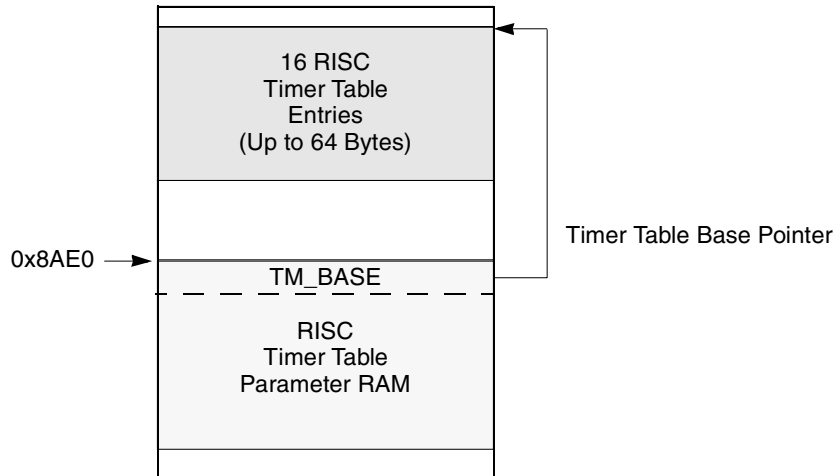 16 RISC
Timer Table
Entries
(Up to 64 Bytes)
Timer Table Base Pointer
0x8AE0
TM_BASE
RISC
Timer Table
Parameter RAM